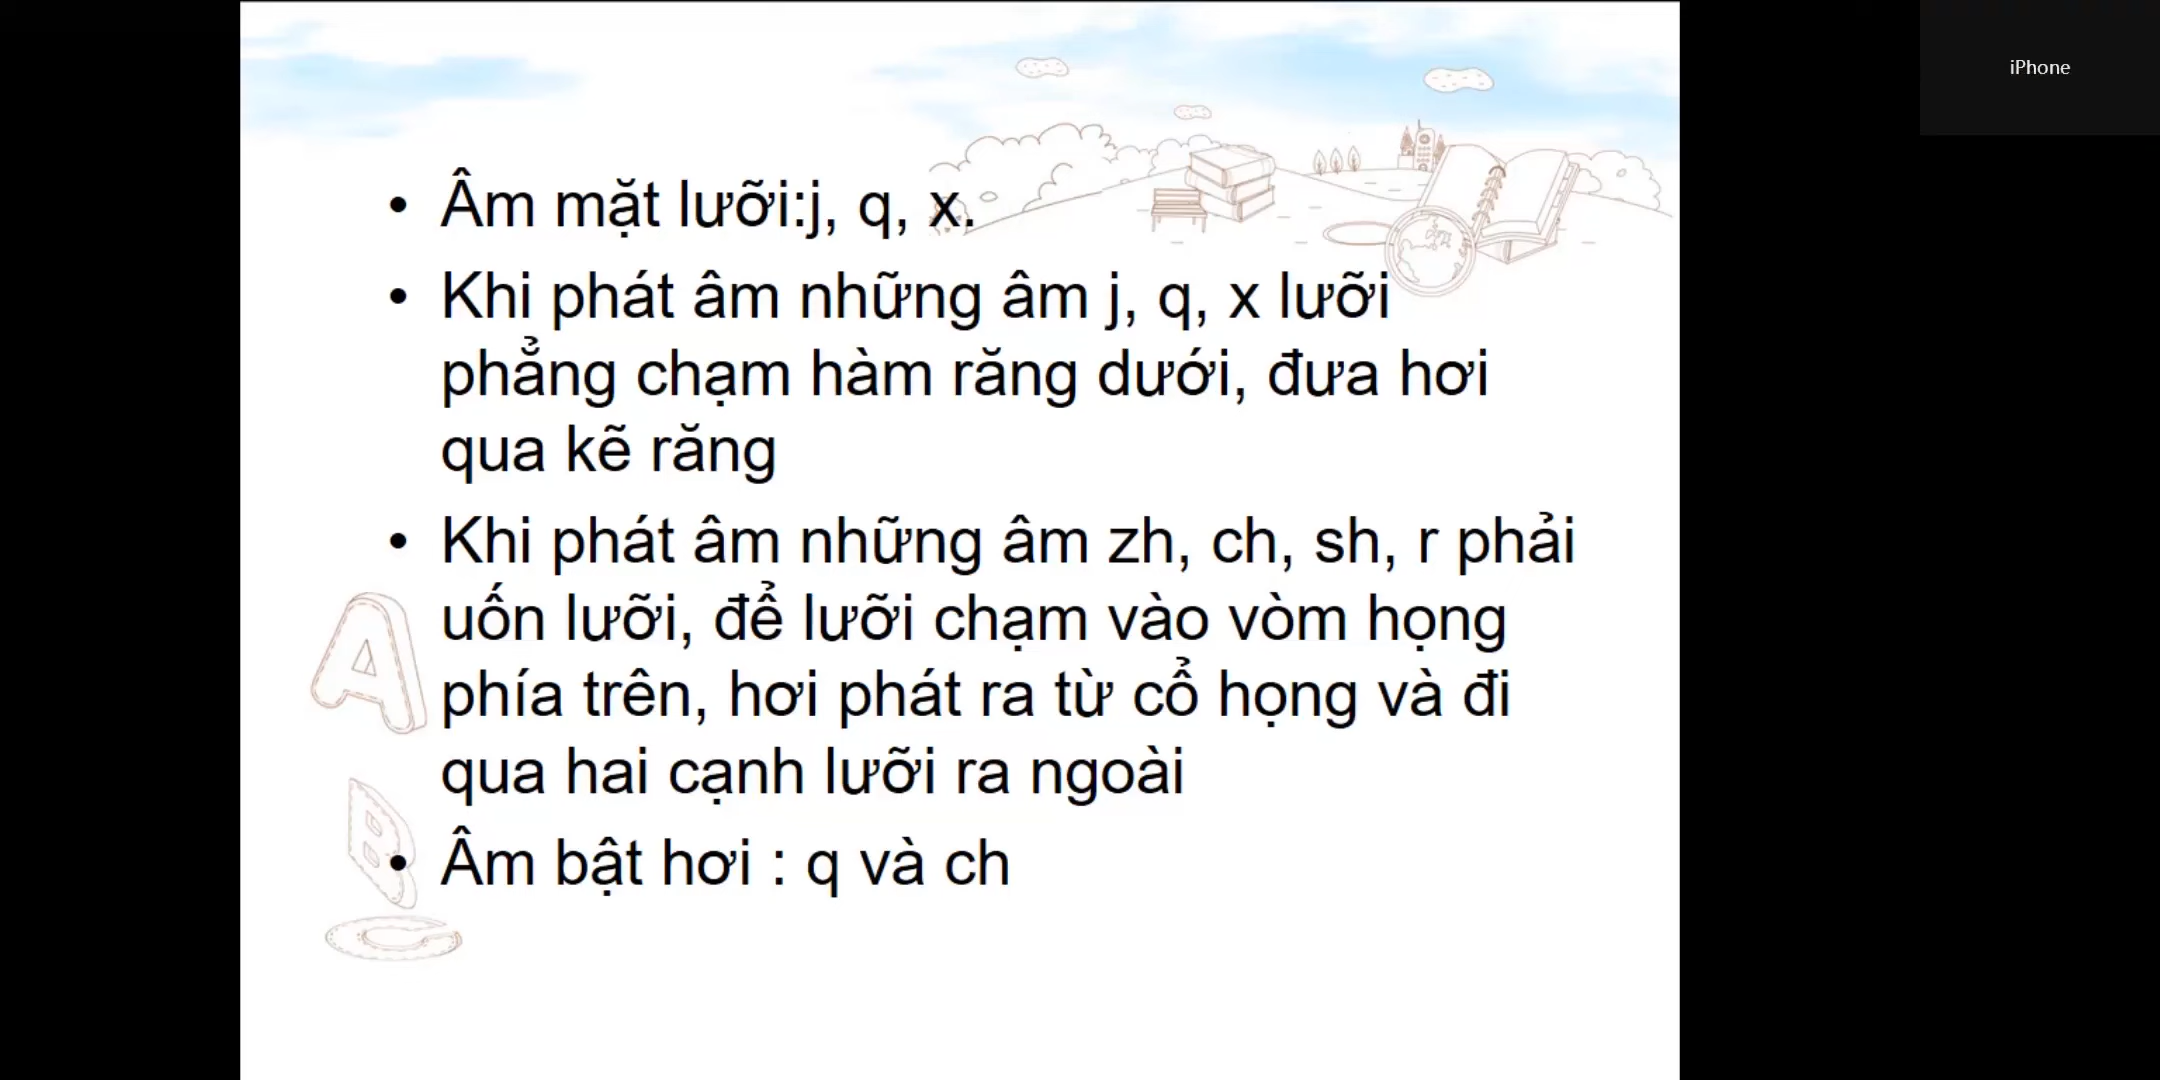 iPhone
• Âm mặt lưỡi:j, q, x.
• Khi phát âm những âm j, q, x lưỡi
phẳng chạm hàm răng dưới, đưa hơi
qua kẽ răng
• Khi phát âm những âm zh, ch, sh, r phải
uốn lưỡi, để lưỡi chạm vào vòm họng
phía trên, hơi phát ra từ cổ họng và đi
qua hai cạnh lưỡi ra ngoài
• Âm bật hơi : q và ch
A
B
C